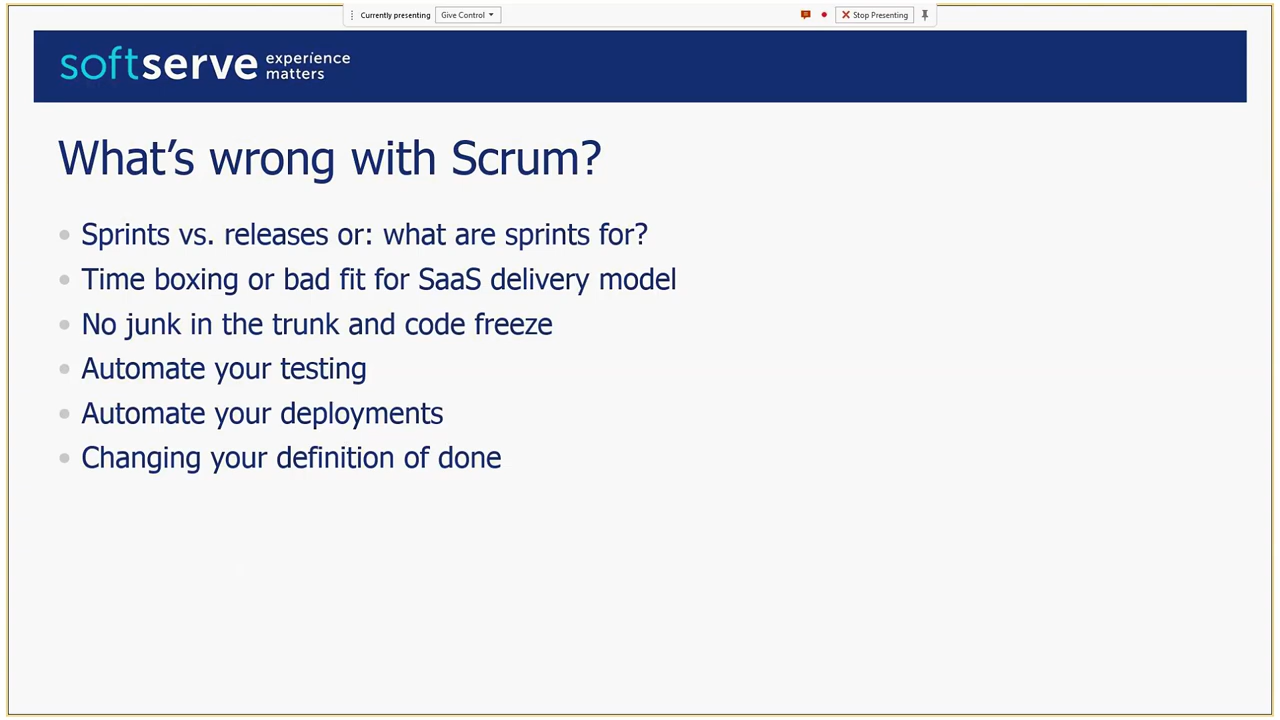 Currently presenting Give Control Stop Presenting
softserve experience matters
What's wrong with Scrum?
Sprints vs. releases or: what are sprints for?
Time boxing or bad fit for SaaS delivery model
No junk in the trunk and code freeze
Automate your testing
Automate your deployments
Changing your definition of done